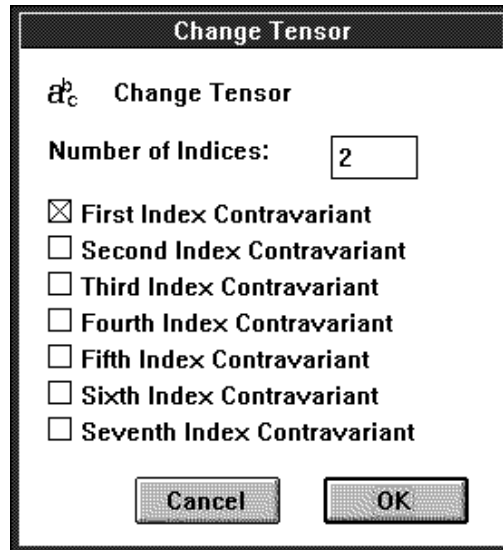 Change Tensor
a b c Change Tensor
Number of Indices: 2
First Index Contravariant
Second Index Contravariant
Third Index Contravariant
Fourth Index Contravariant
Fifth Index Contravariant
Sixth Index Contravariant
Seventh Index Contravariant
Cancel OK